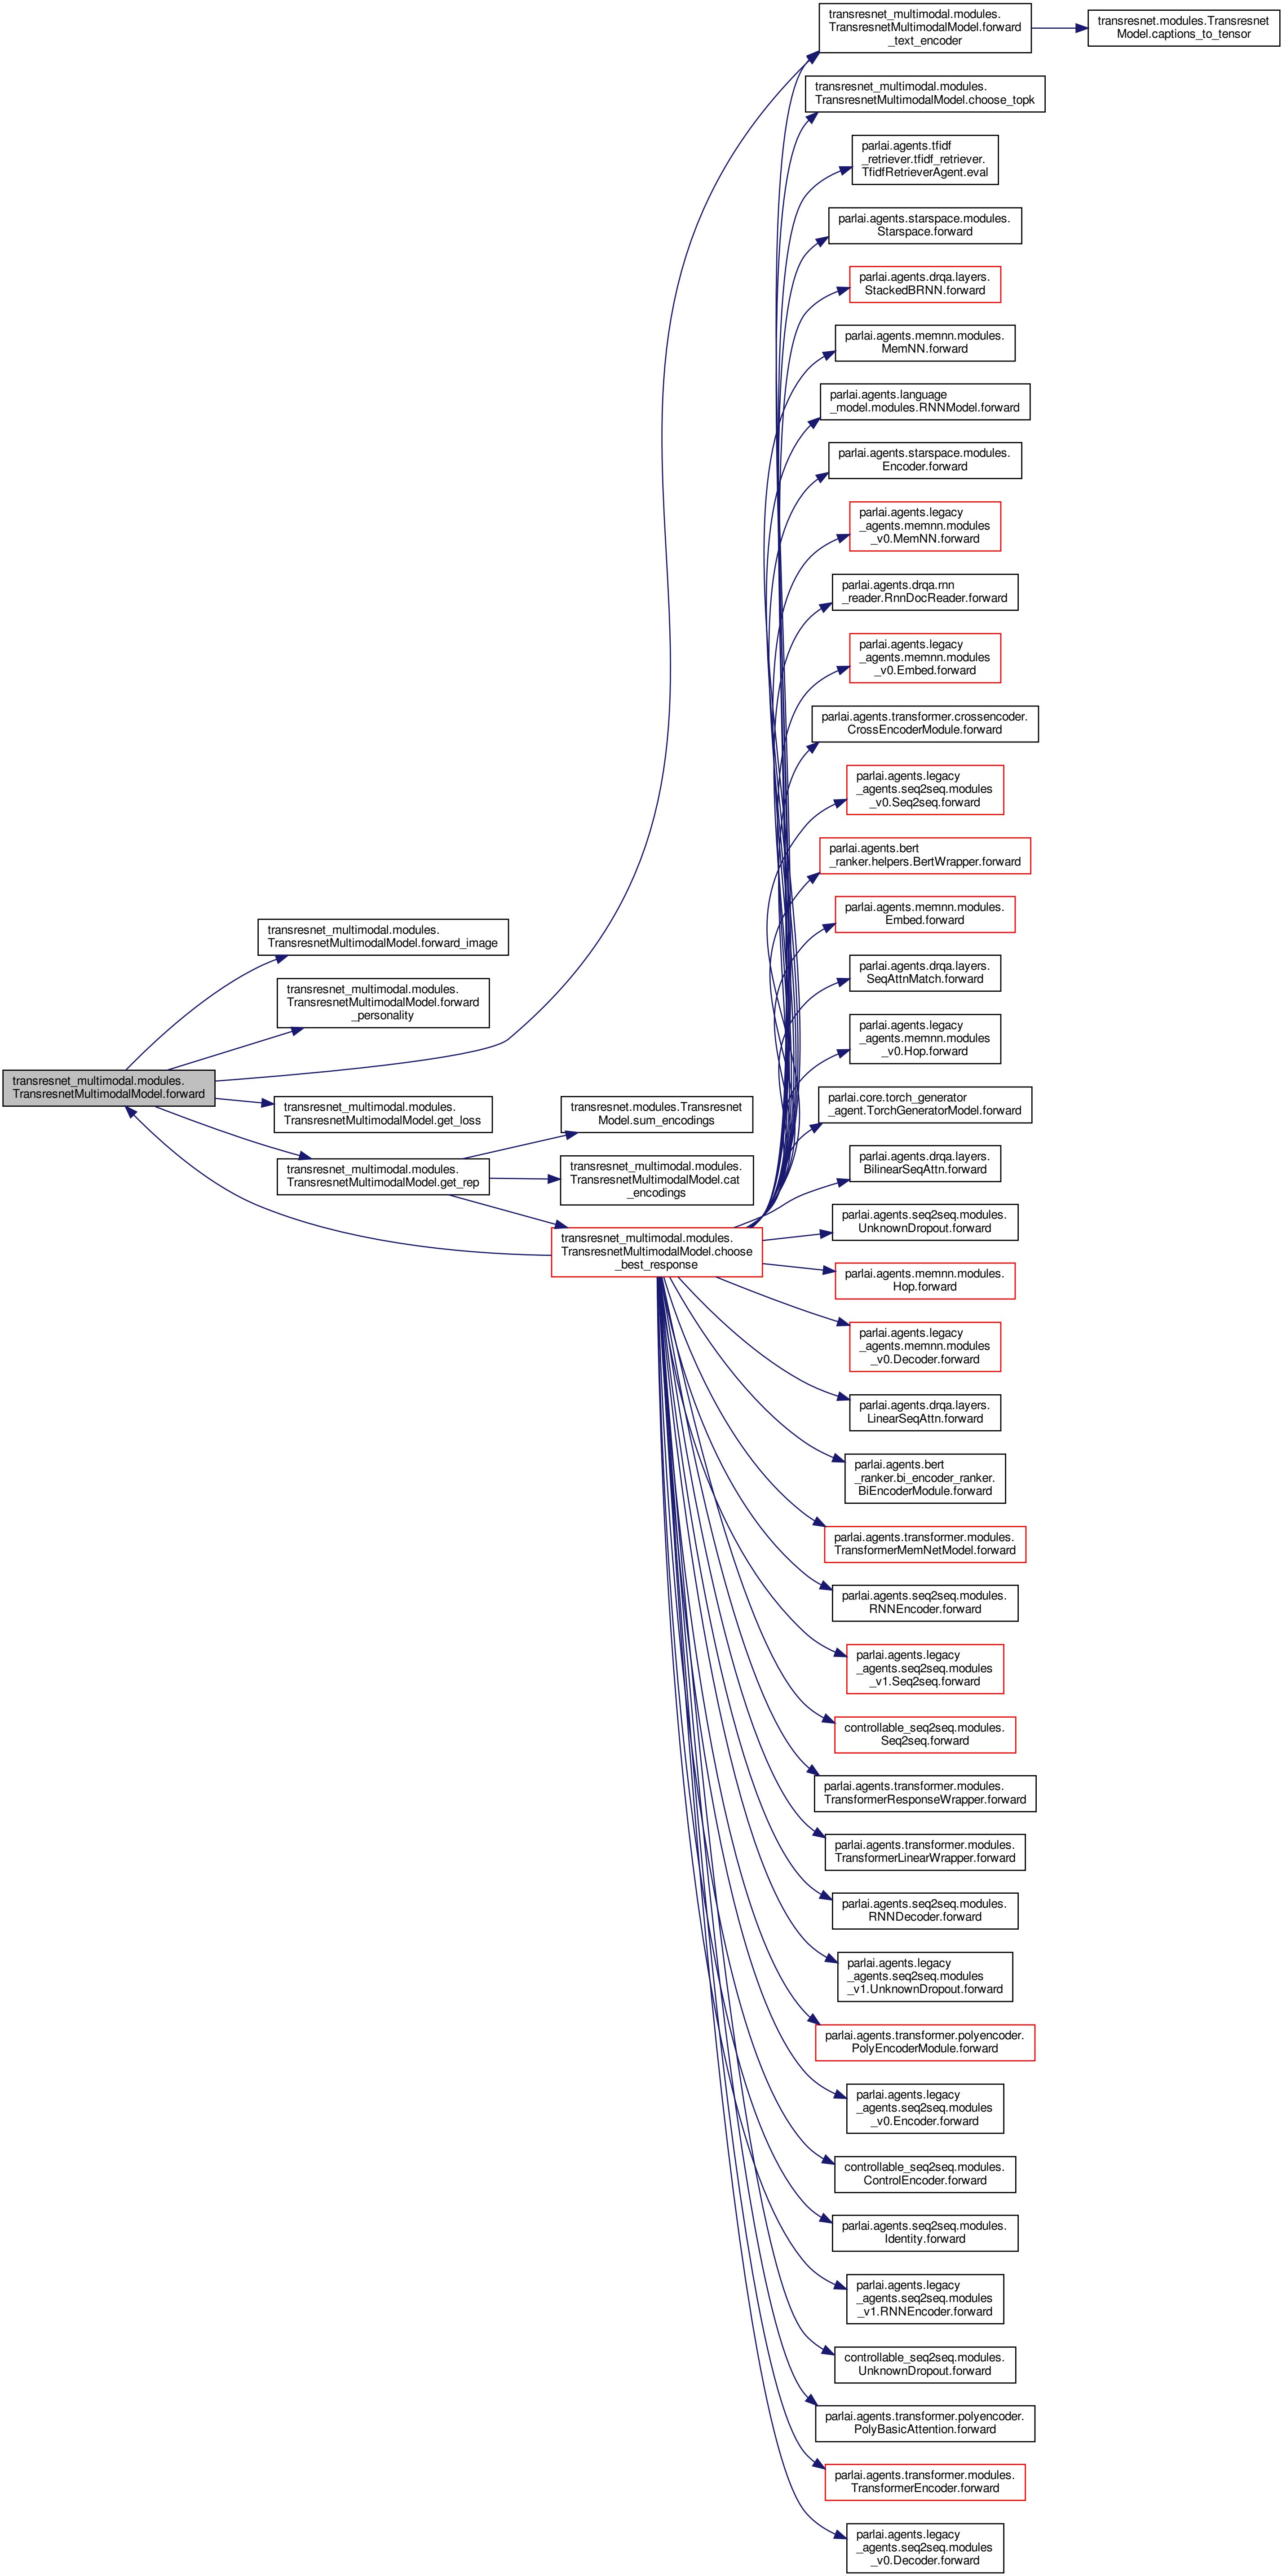 transresnet_multimodal.modules.
TransresnetMultimodalModel.forward
transresnet_multimodal.modules.
TransresnetMultimodalModel.forward_image
transresnet_multimodal.modules.
TransresnetMultimodalModel.forward
_personality
transresnet_multimodal.modules.
TransresnetMultimodalModel.get_loss
transresnet_multimodal.modules.
TransresnetMultimodalModel.get_rep
transresnet.modules.Transresnet
Model.sum_encodings
transresnet_multimodal.modules.
TransresnetMultimodalModel.cat
_encodings
transresnet_multimodal.modules.
TransresnetMultimodalModel.choose
_best_response
transresnet_multimodal.modules.
TransresnetMultimodalModel.forward
_text_encoder
transresnet.modules.Transresnet
Model.captions_to_tensor
transresnet_multimodal.modules.
TransresnetMultimodalModel.choose_topk
parlai.agents.tfidf
_retriever.tfidf_retriever.
TfidfRetrieverAgent.eval
parlai.agents.starspace.modules.
Starspace.forward
parlai.agents.drqa.layers.
StackedBRNN.forward
parlai.agents.memnn.modules.
MemNN.forward
parlai.agents.language
_model.modules.RNNModel.forward
parlai.agents.starspace.modules.
Encoder.forward
parlai.agents.legacy
_agents.memnn.modules
_v0.MemNN.forward
parlai.agents.drqa.rnn
_reader.RnnDocReader.forward
parlai.agents.legacy
_agents.memnn.modules
_v0.Embed.forward
parlai.agents.transformer.crossencoder.
CrossEncoderModule.forward
parlai.agents.legacy
_agents.seq2seq.modules
_v0.Seq2seq.forward
parlai.agents.bert
_ranker.helpers.BertWrapper.forward
parlai.agents.memnn.modules.
Embed.forward
parlai.agents.drqa.layers.
SeqAttnMatch.forward
parlai.agents.legacy
_agents.memnn.modules
_v0.Hop.forward
parlai.core.torch_generator
_agent.TorchGeneratorModel.forward
parlai.agents.drqa.layers.
BilinearSeqAttn.forward
parlai.agents.seq2seq.modules.
UnknownDropout.forward
parlai.agents.memnn.modules.
Hop.forward
parlai.agents.legacy
_agents.memnn.modules
_v0.Decoder.forward
parlai.agents.drqa.layers.
LinearSeqAttn.forward
parlai.agents.bert
_ranker.bi_encoder_ranker.
BiEncoderModule.forward
parlai.agents.transformer.modules.
TransformerMemNetModel.forward
parlai.agents.seq2seq.modules.
RNNEncoder.forward
parlai.agents.legacy
_agents.seq2seq.modules
_v1.Seq2seq.forward
controllable_seq2seq.modules.
Seq2seq.forward
parlai.agents.transformer.modules.
TransformerResponseWrapper.forward
parlai.agents.transformer.modules.
TransformerLinearWrapper.forward
parlai.agents.seq2seq.modules.
RNNDecoder.forward
parlai.agents.legacy
_agents.seq2seq.modules
_v1.UnknownDropout.forward
parlai.agents.transformer.polyencoder.
PolyEncoderModule.forward
parlai.agents.legacy
_agents.seq2seq.modules
_v0.Encoder.forward
controllable_seq2seq.modules.
ControlEncoder.forward
parlai.agents.seq2seq.modules.
Identity.forward
parlai.agents.legacy
_agents.seq2seq.modules
_v1.RNNEncoder.forward
controllable_seq2seq.modules.
UnknownDropout.forward
parlai.agents.transformer.polyencoder.
PolyBasicAttention.forward
parlai.agents.transformer.modules.
TransformerEncoder.forward
parlai.agents.legacy
_agents.seq2seq.modules
_v0.Decoder.forward